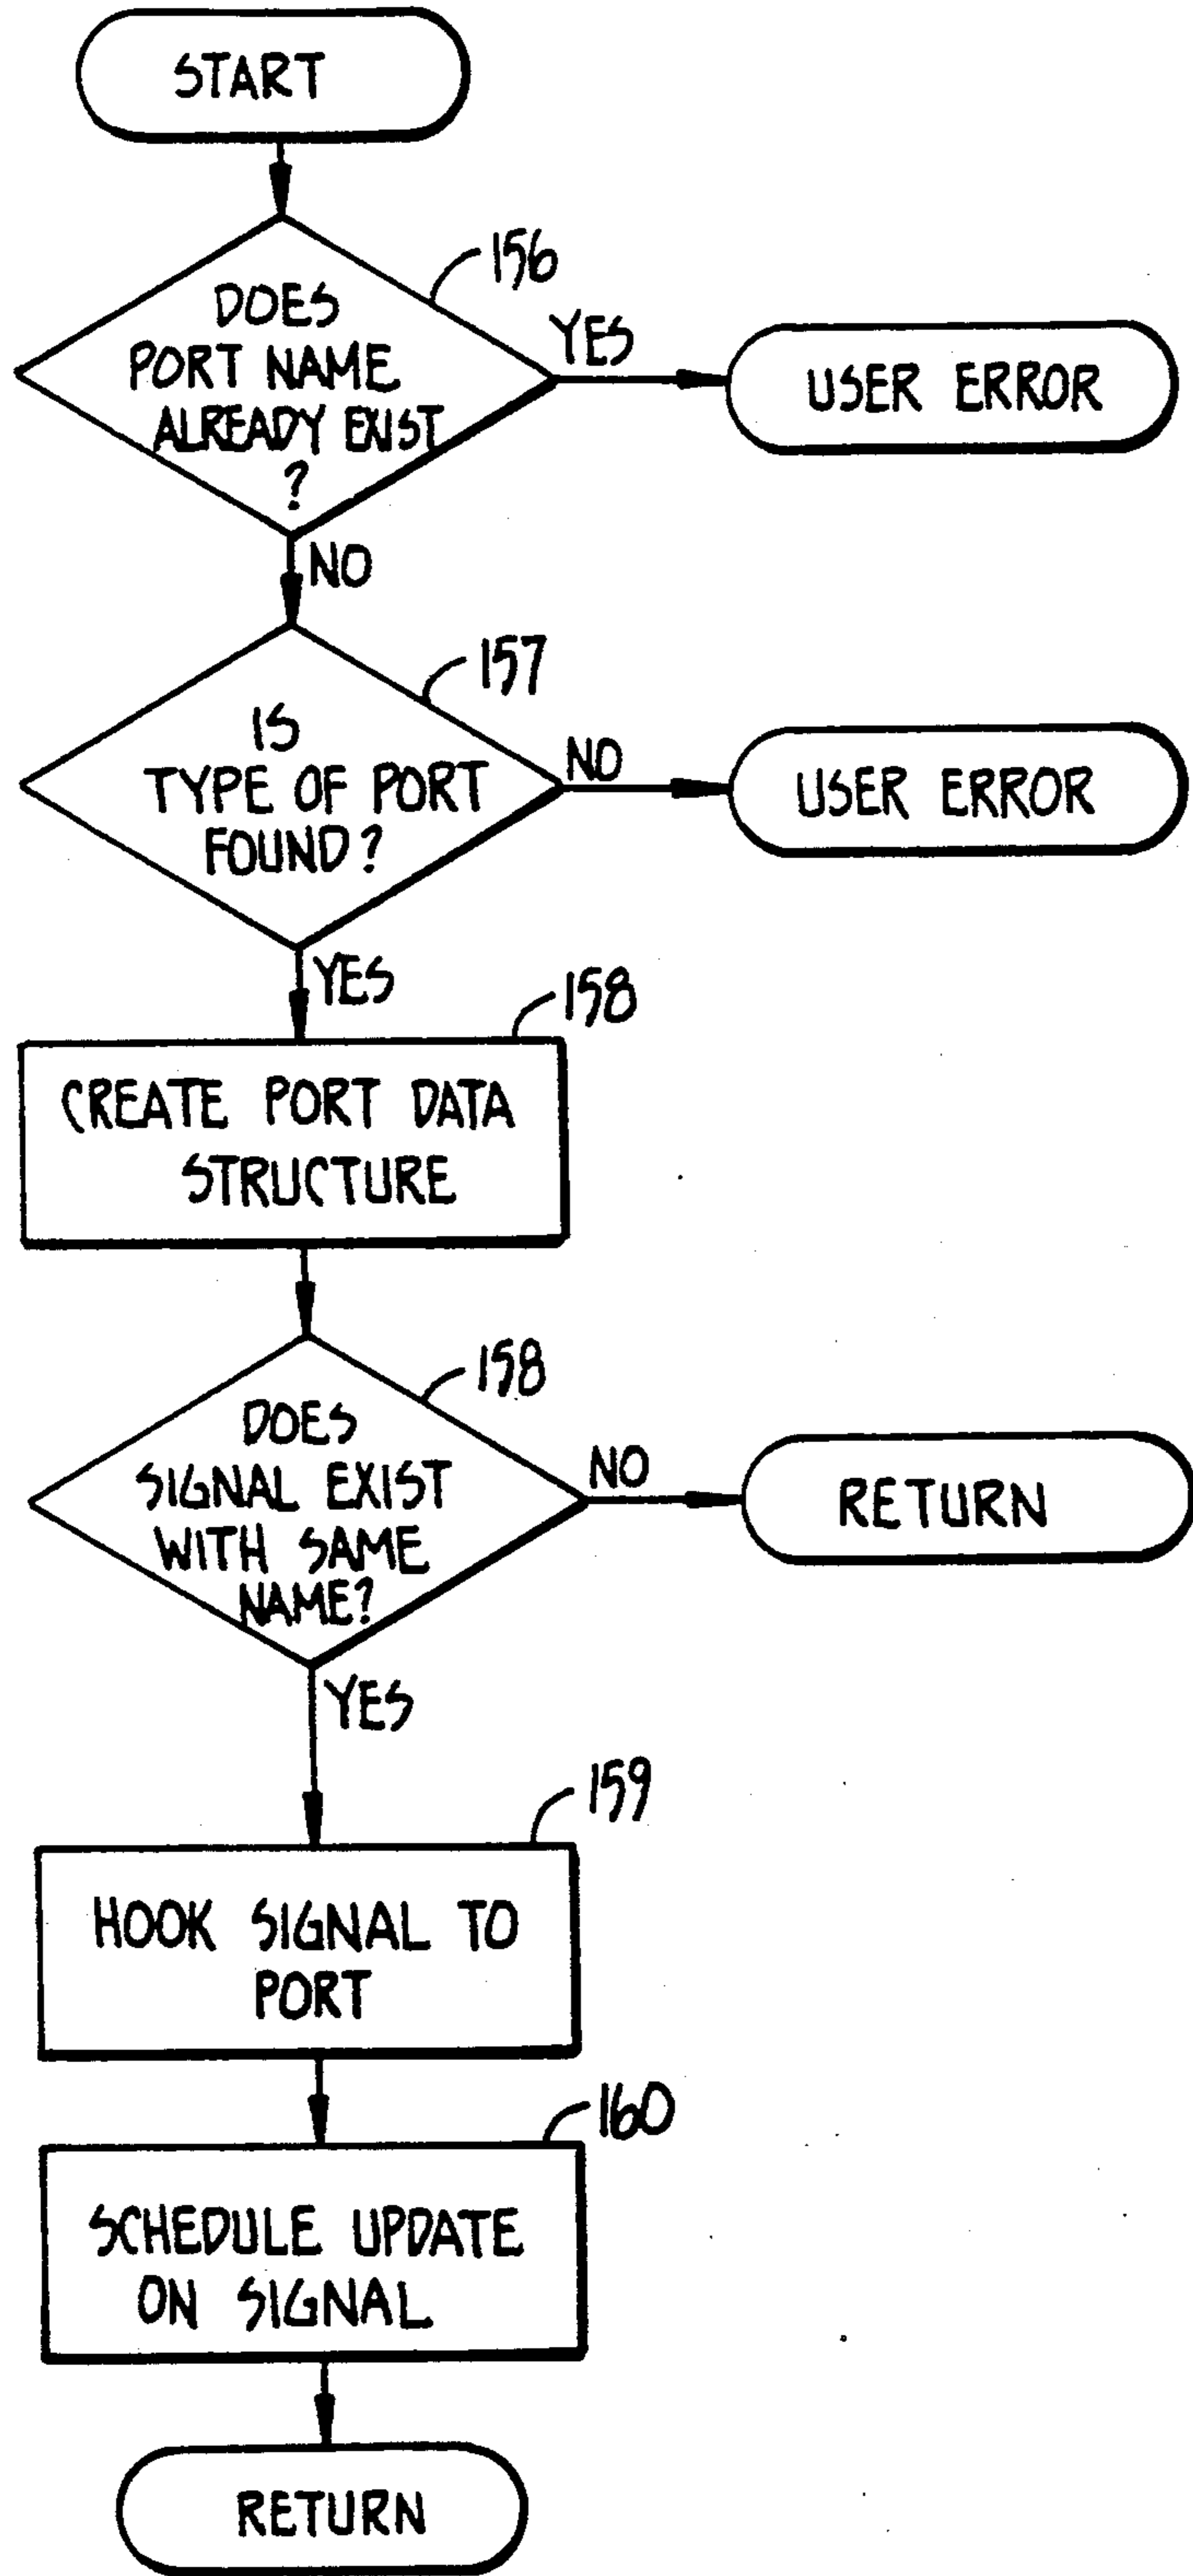 START
156
DOES
PORT NAME
ALREADY EXIST
?
YES
USER ERROR
NO
157
IS
TYPE OF PORT
FOUND?
NO
USER ERROR
YES
158
CREATE PORT DATA
STRUCTURE
158
DOES
SIGNAL EXIST
WITH SAME
NAME?
NO
RETURN
YES
159
HOOK SIGNAL TO
PORT
160
SCHEDULE UPDATE
ON SIGNAL
RETURN